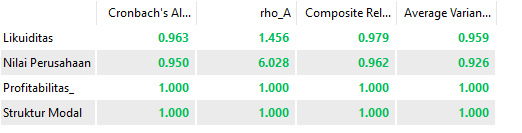 Cronbach's Al... rho_A Composite Rel... Average Varian...
Likuiditas 0.963 1.456 0.979 0.959
Nilai Perusahaan 0.950 6.028 0.962 0.926
Profitabilitas_ 1.000 1.000 1.000 1.000
Struktur Modal 1.000 1.000 1.000 1.000